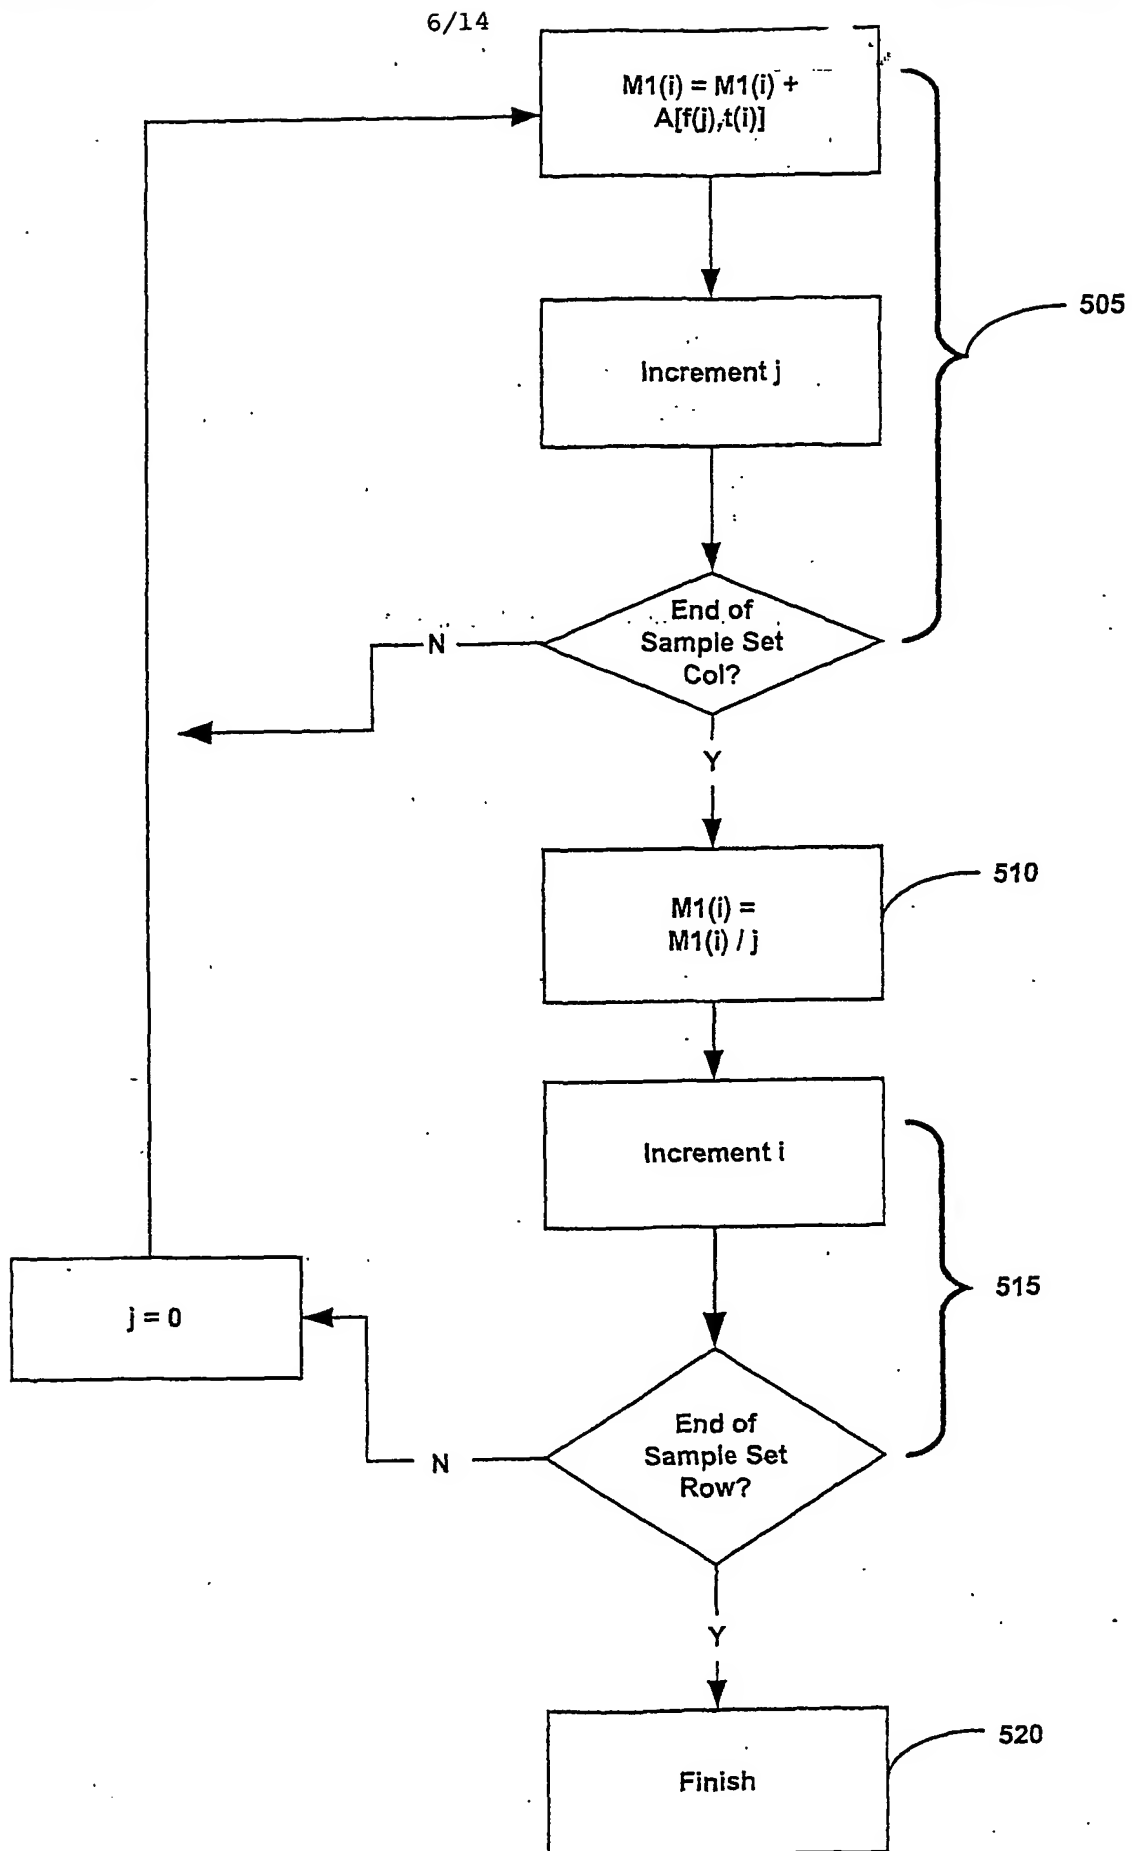 6/14
M1(i) = M1(i) +
A[f(j),t(i)]
505
Increment j
End of
Sample Set
Col?
N
Y
510
M1(i) =
M1(i) / j
Increment i
515
j = 0
End of
Sample Set
Row?
N
Y
520
Finish